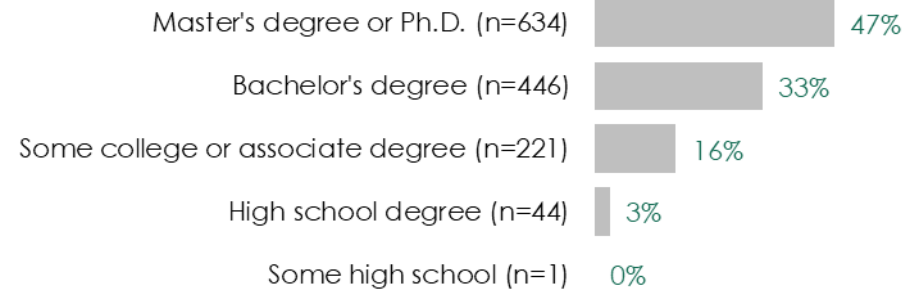 Master's degree or Ph.D. (n=634) 47%
Bachelor's degree (n=446) 33%
Some college or associate degree (n=221) 16%
High school degree (n=44) 3%
Some high school (n=1) 0%